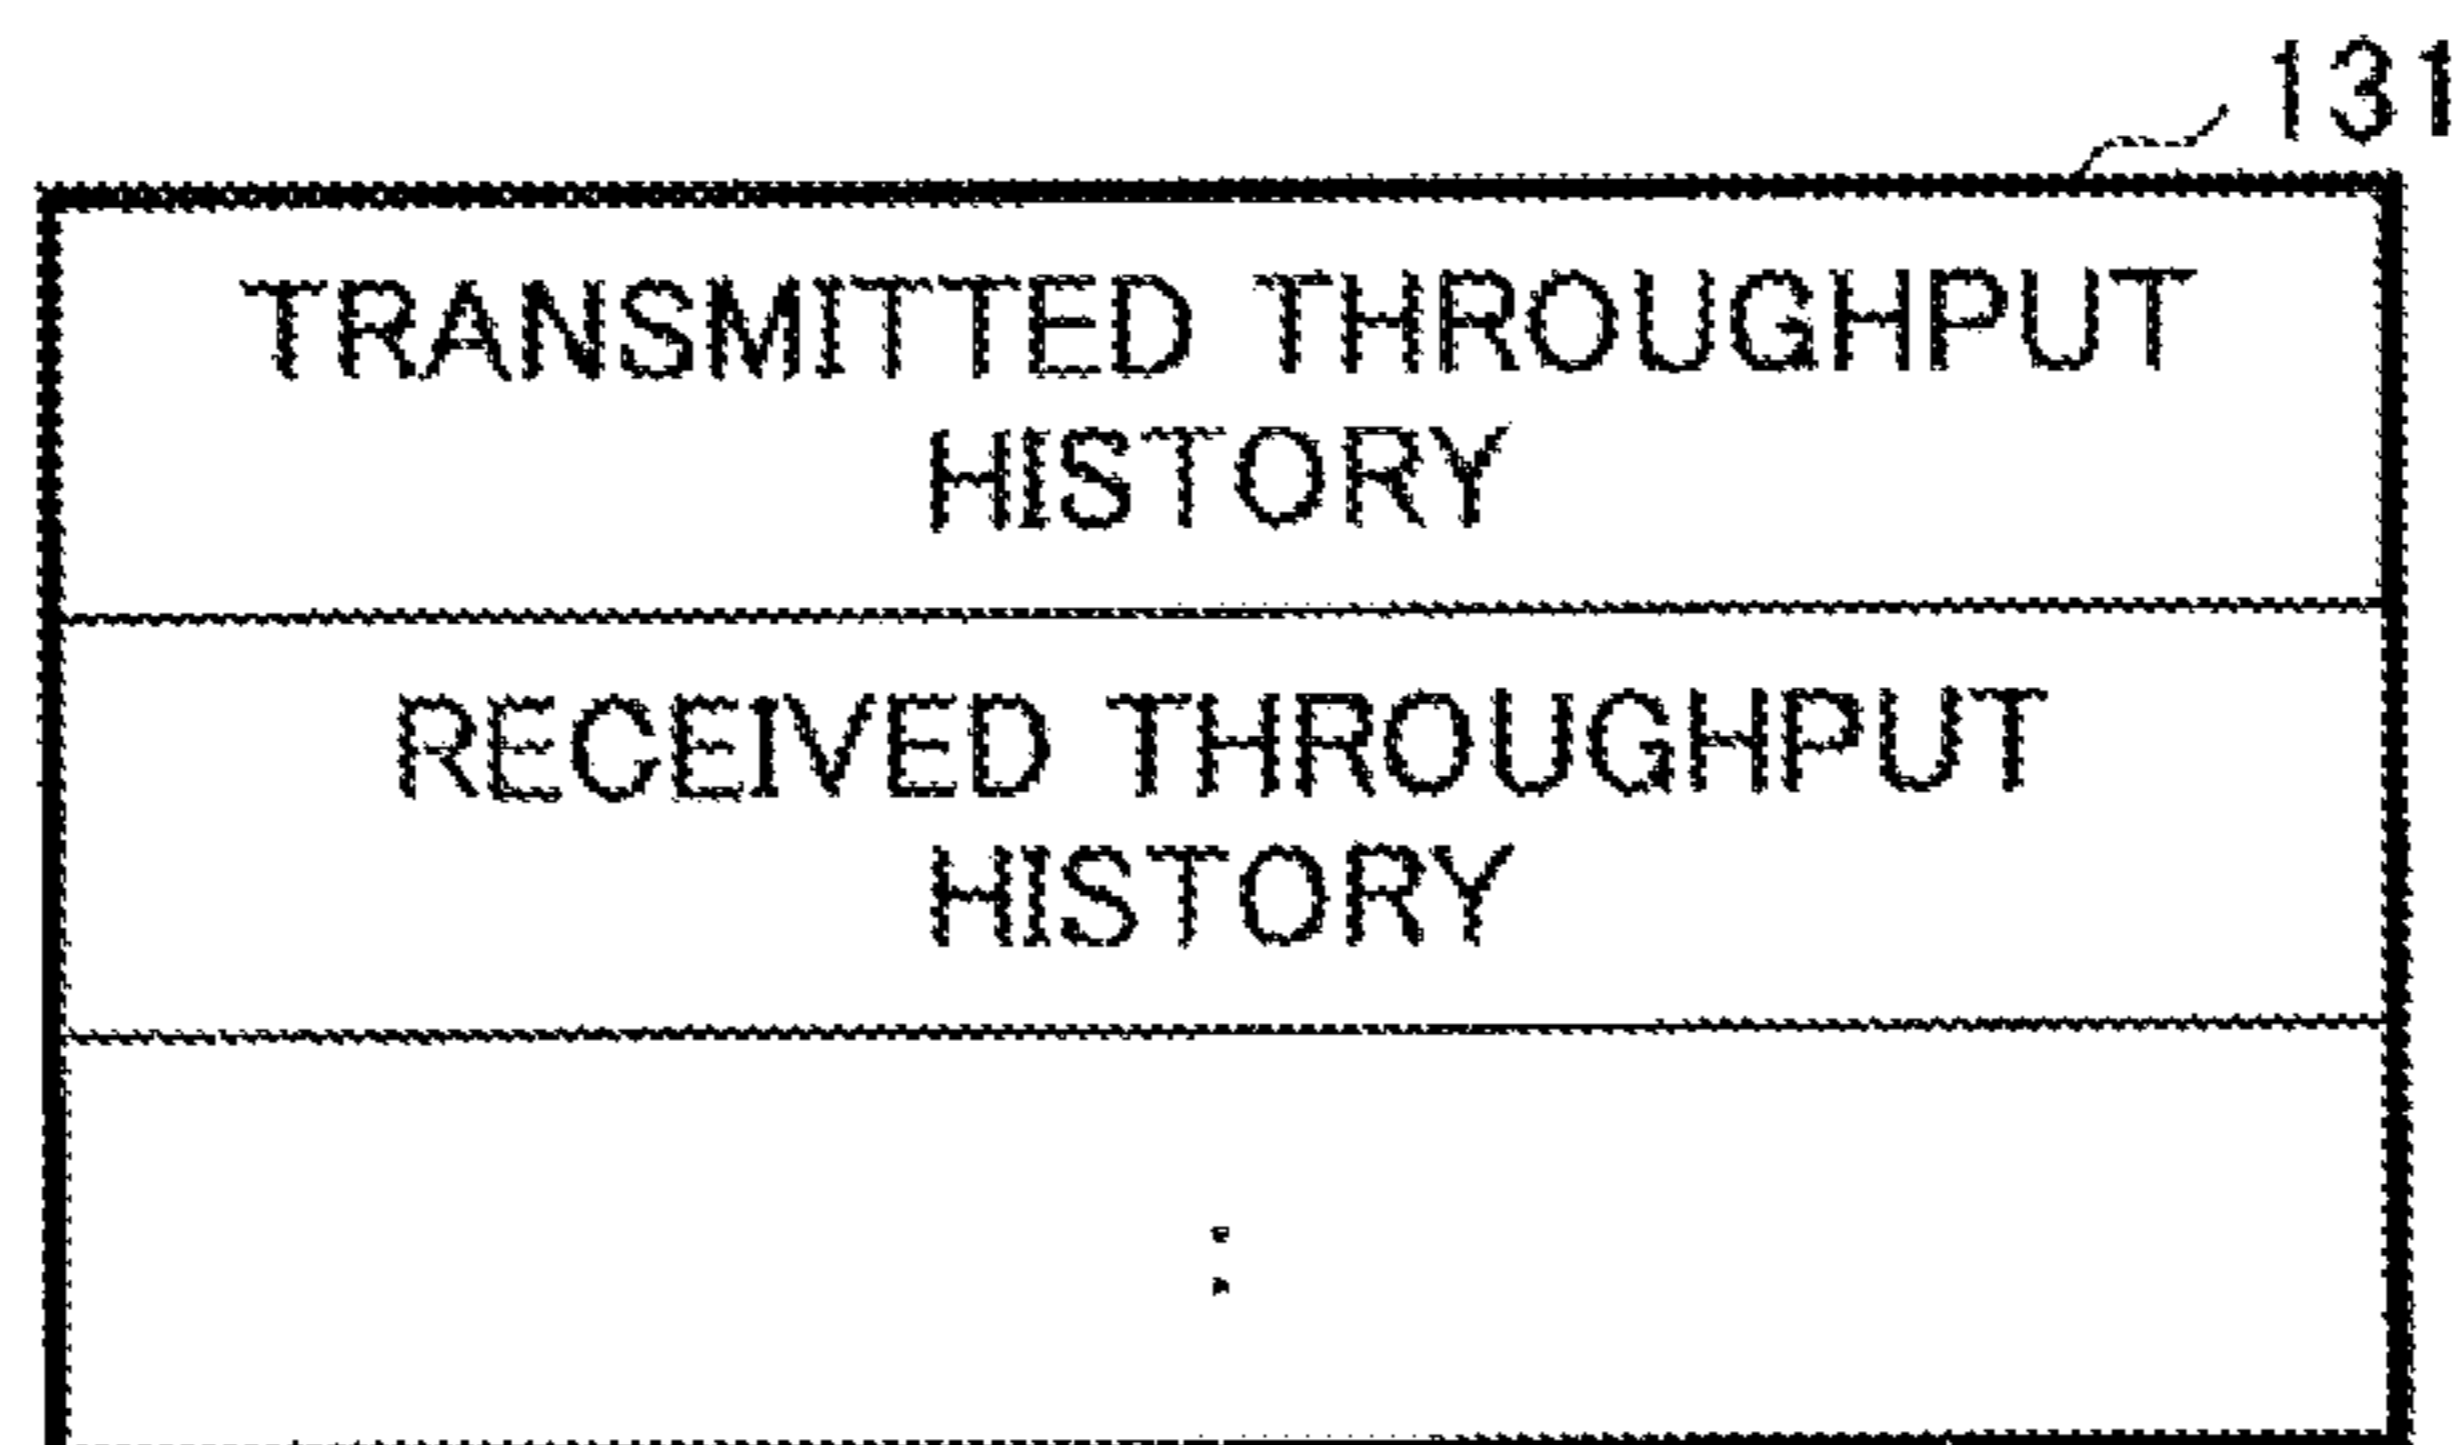 131
TRANSMITTED THROUGHPUT
HISTORY
RECEIVED THROUGHPUT
HISTORY
: